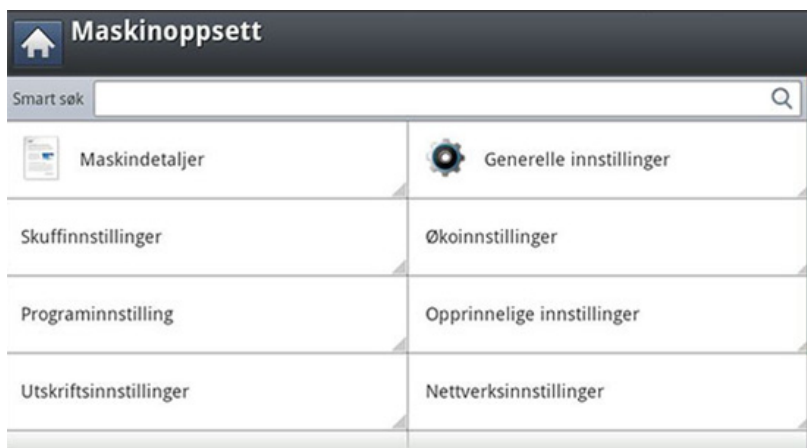 Maskinoppsett
Smart søk
Maskindetaljer
Generelle innstillinger
Skuffinnstillinger
Økoinnstillinger
Programinnstilling
Opprinnelige innstillinger
Utskriftsinnstillinger
Nettverksinnstillinger